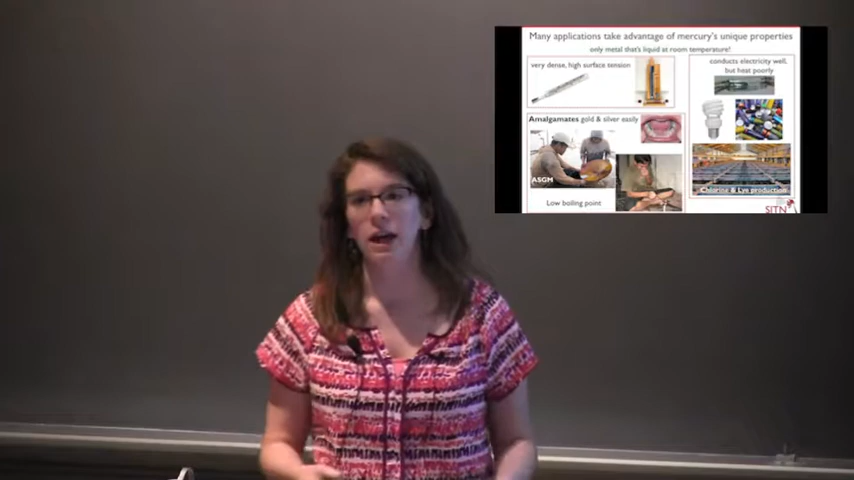 Many applications take advantage of mercury's unique properties
only metal that's liquid at room temperature!
very dense, high surface tension
conducts electricity well,
but heat poorly
Amalgamates gold & silver easily
ASGM
Chlorine & Lye production
Low boiling point
SITN